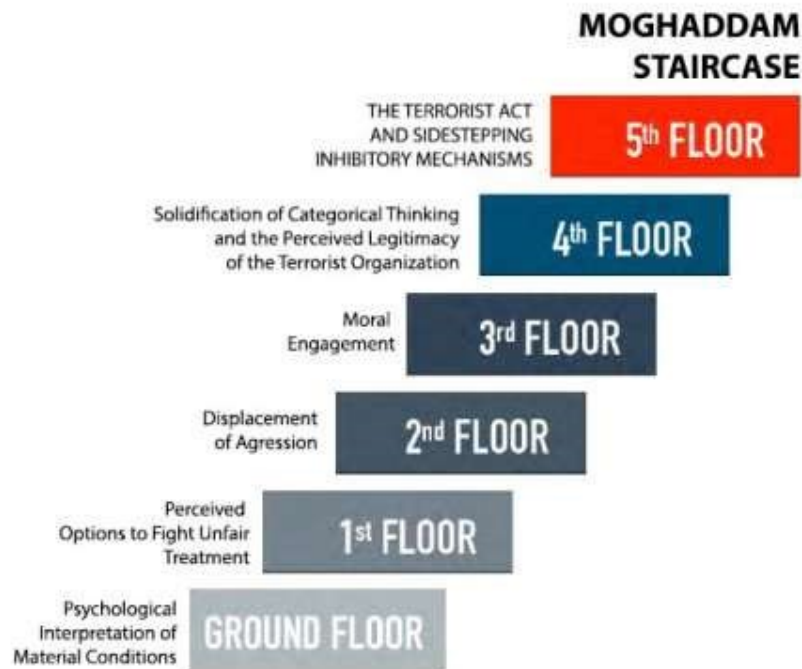 MOGHADDAM
STAIRCASE
THE TERRORIST ACT
AND SIDESTEPPING
INHIBITORY MECHANISMS
5th FLOOR
Solidification of Categorical Thinking
and the Perceived Legitimacy
of the Terrorist Organization
4th FLOOR
Moral
Engagement
3rd FLOOR
Displacement
of Agression
2nd FLOOR
Perceived
Options to Fight Unfair
Treatment
1st FLOOR
Psychological
Interpretation of
Material Conditions
GROUND FLOOR